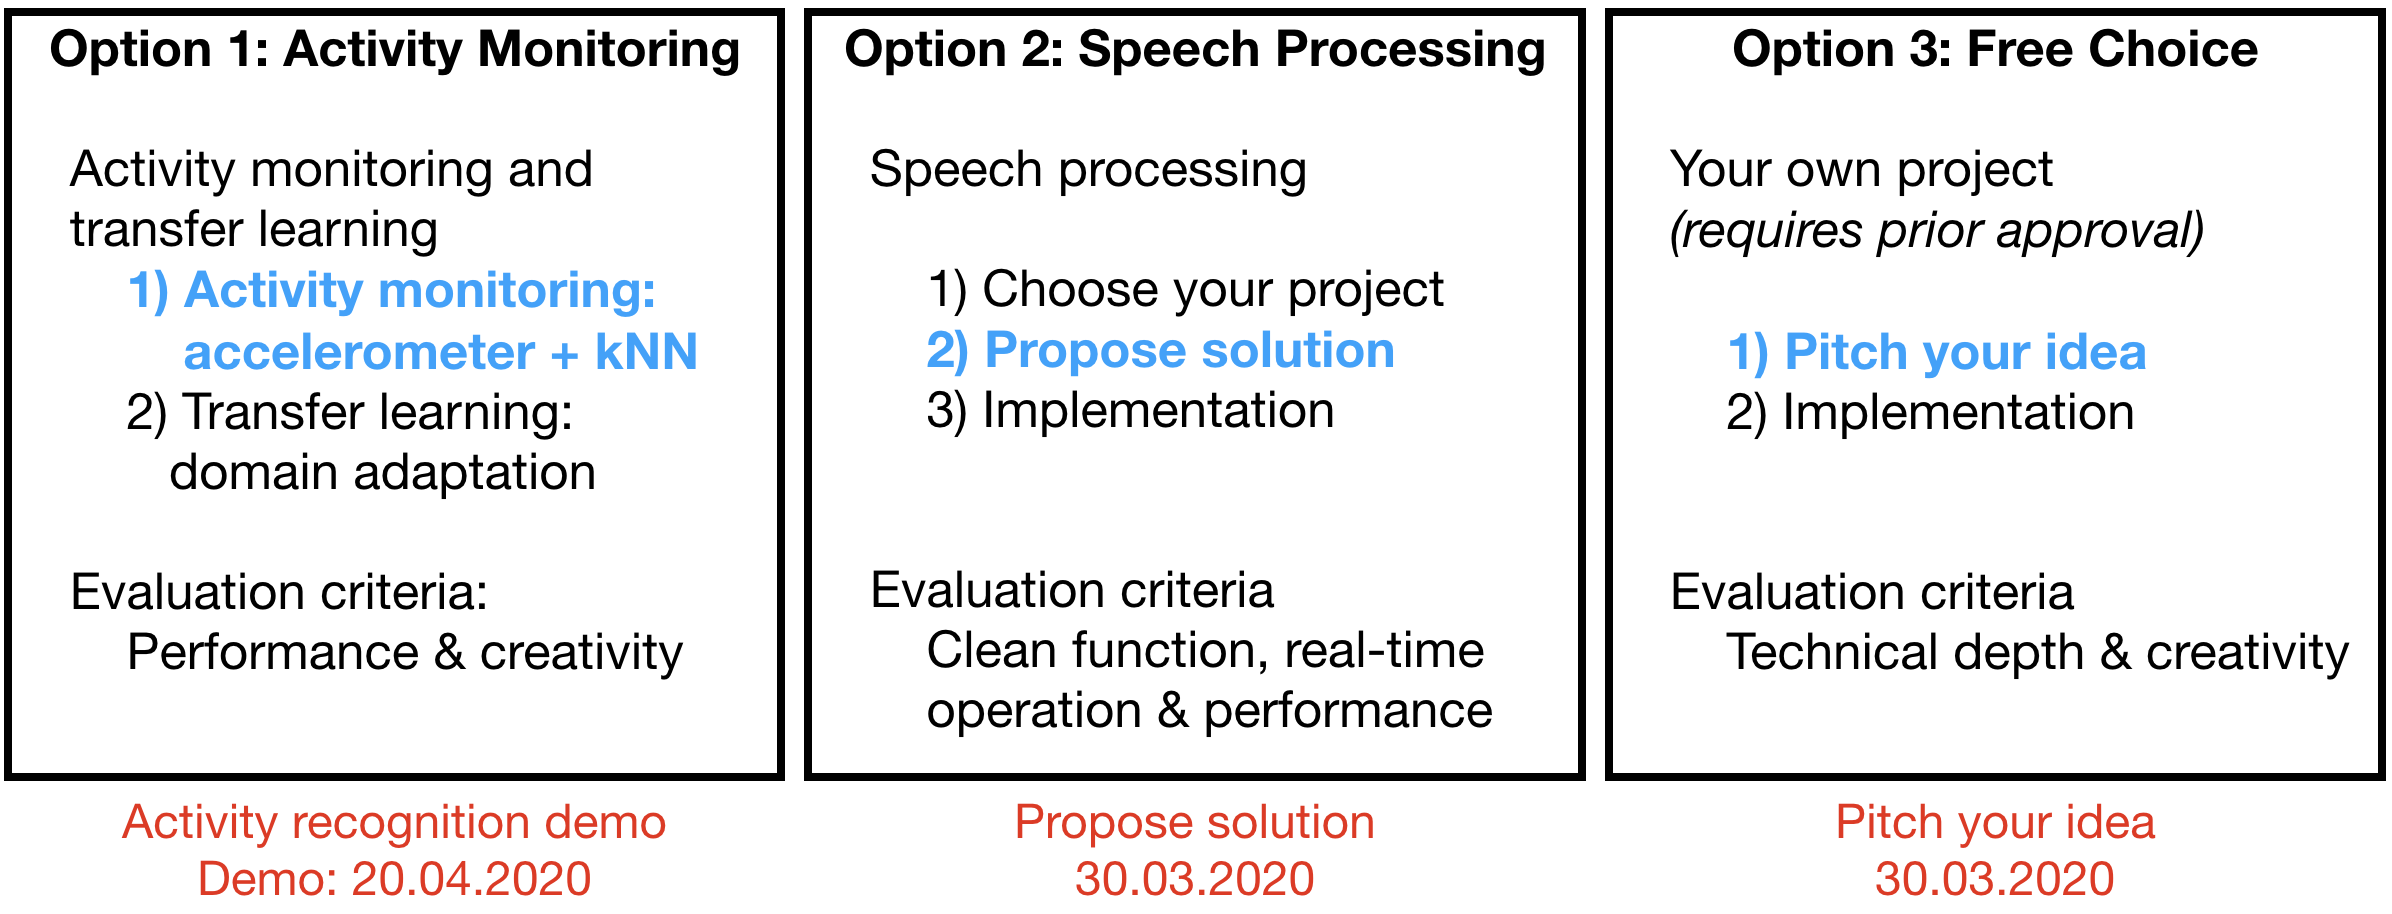 Option 1: Activity Monitoring
Activity monitoring and
transfer learning
1) Activity monitoring:
accelerometer + kNN
2) Transfer learning:
domain adaptation
Evaluation criteria:
Performance & creativity
Activity recognition demo
Demo: 20.04.2020
Option 2: Speech Processing
Speech processing
1) Choose your project
2) Propose solution
3) Implementation
Evaluation criteria
Clean function, real-time
operation & performance
Propose solution
30.03.2020
Option 3: Free Choice
Your own project
(requires prior approval)
1) Pitch your idea
2) Implementation
Evaluation criteria
Technical depth & creativity
Pitch your idea
30.03.2020